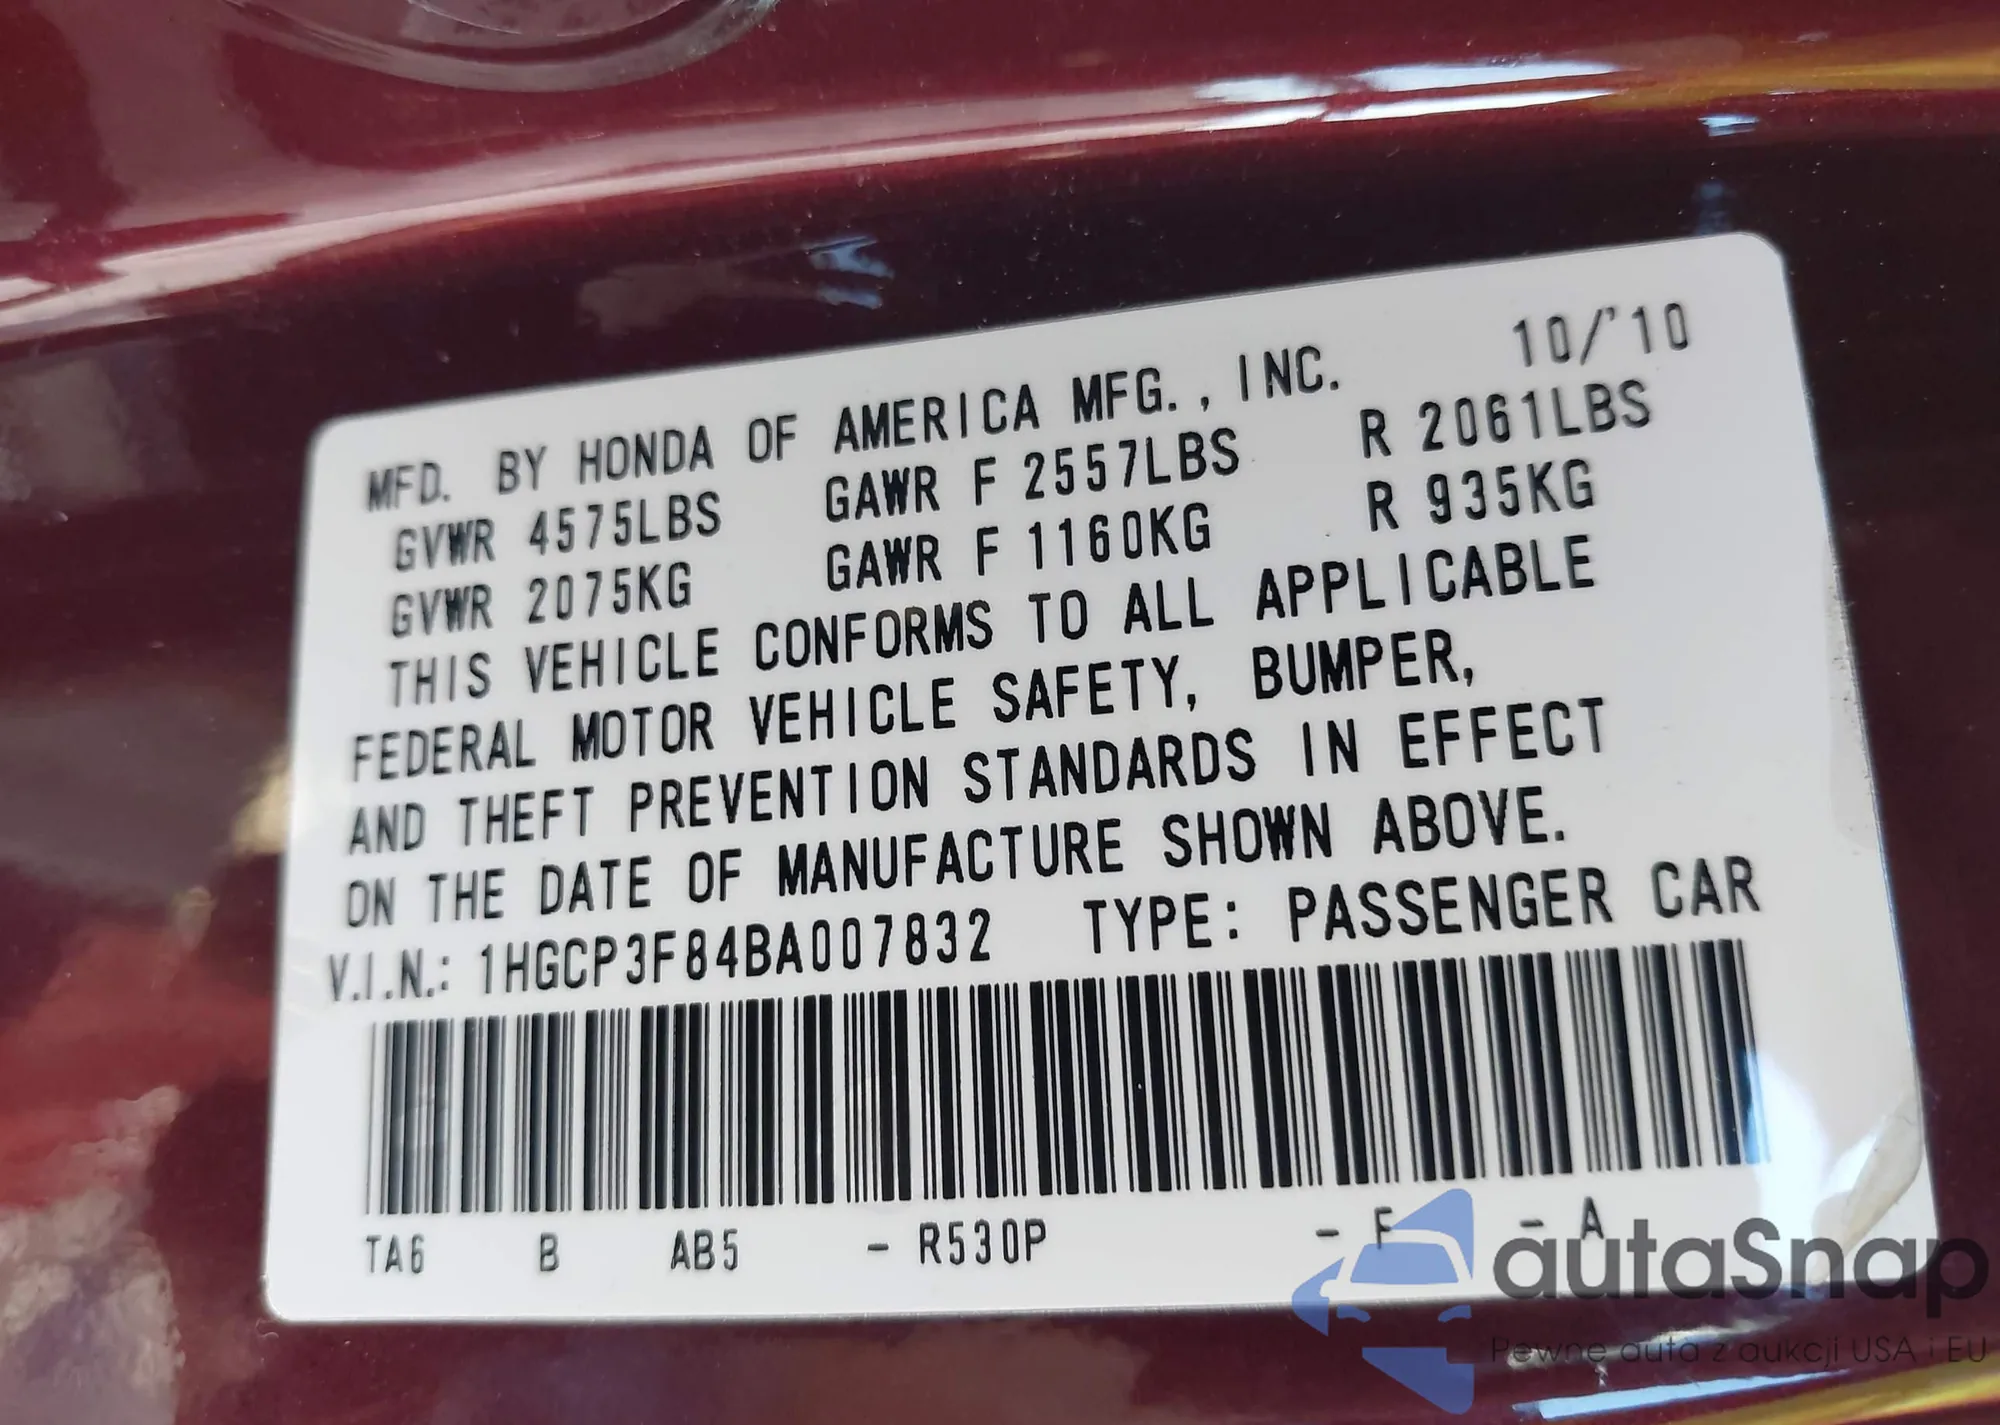 MFD. BY HONDA OF AMERICA MFG., INC. 10/'10
GVWR 4575LBS GAWR F 2557LBS R 2061LBS
GVWR 2075KG GAWR F 1160KG R 935KG
THIS VEHICLE CONFORMS TO ALL APPLICABLE
FEDERAL MOTOR VEHICLE SAFETY, BUMPER,
AND THEFT PREVENTION STANDARDS IN EFFECT
ON THE DATE OF MANUFACTURE SHOWN ABOVE.
V.I.N.: 1HGCP3F84BA007832 TYPE: PASSENGER CAR
TA6 B AB5 - R530P - F - A
autaSnap
Pewne auta z aukcji USA i EU